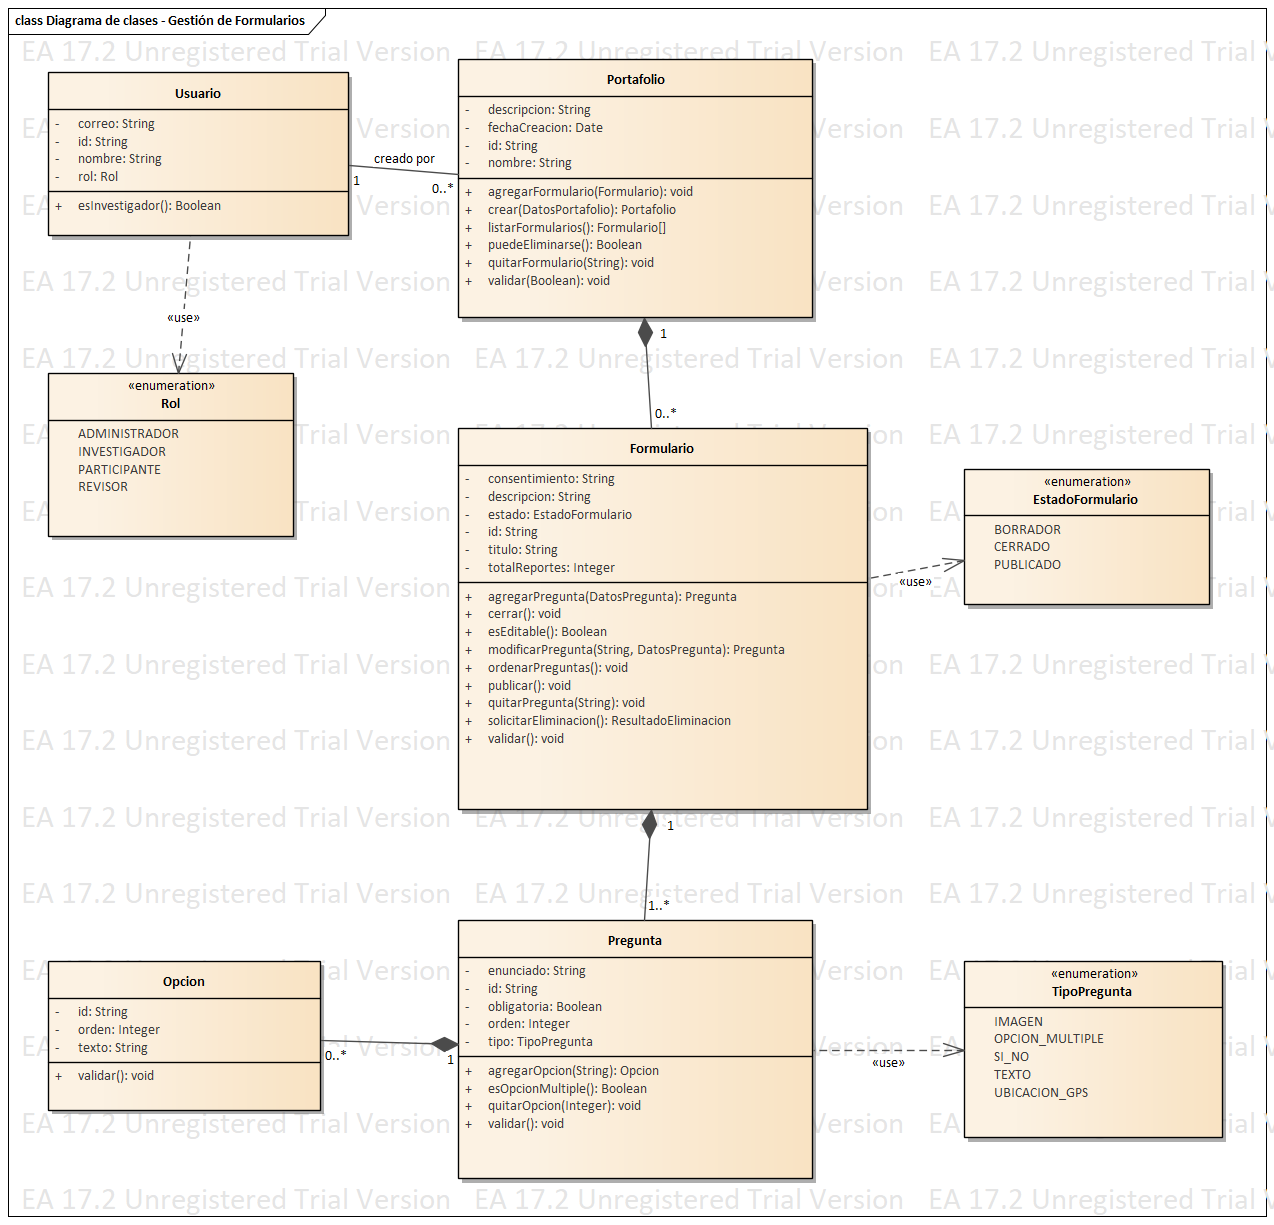 class Diagrama de clases - Gestión de Formularios
EA 17.2 Unregistered Trial Version
Usuario
- correo: String
- id: String
- nombre: String
- rol: Rol
+ esInvestigador(): Boolean
creado por
1
0..*
Portafolio
- descripcion: String
- fechaCreacion: Date
- id: String
- nombre: String
+ agregarFormulario(Formulario): void
+ crear(DatosPortafolio): Portafolio
+ listarFormularios(): Formulario[]
+ puedeEliminarse(): Boolean
+ quitarFormulario(String): void
+ validar(Boolean): void
«use»
1
0..*
«enumeration»
Rol
ADMINISTRADOR
INVESTIGADOR
PARTICIPANTE
REVISOR
Formulario
- consentimiento: String
- descripcion: String
- estado: EstadoFormulario
- id: String
- titulo: String
- totalReportes: Integer
+ agregarPregunta(DatosPregunta): Pregunta
+ cerrar(): void
+ esEditable(): Boolean
+ modificarPregunta(String, DatosPregunta): Pregunta
+ ordenarPreguntas(): void
+ publicar(): void
+ quitarPregunta(String): void
+ solicitarEliminacion(): ResultadoEliminacion
+ validar(): void
«use»
«enumeration»
EstadoFormulario
BORRADOR
CERRADO
PUBLICADO
1
1..*
Opcion
- id: String
- orden: Integer
- texto: String
+ validar(): void
0..*
1
Pregunta
- enunciado: String
- id: String
- obligatoria: Boolean
- orden: Integer
- tipo: TipoPregunta
+ agregarOpcion(String): Opcion
+ esOpcionMultiple(): Boolean
+ quitarOpcion(Integer): void
+ validar(): void
«use»
«enumeration»
TipoPregunta
IMAGEN
OPCION_MULTIPLE
SI_NO
TEXTO
UBICACION_GPS